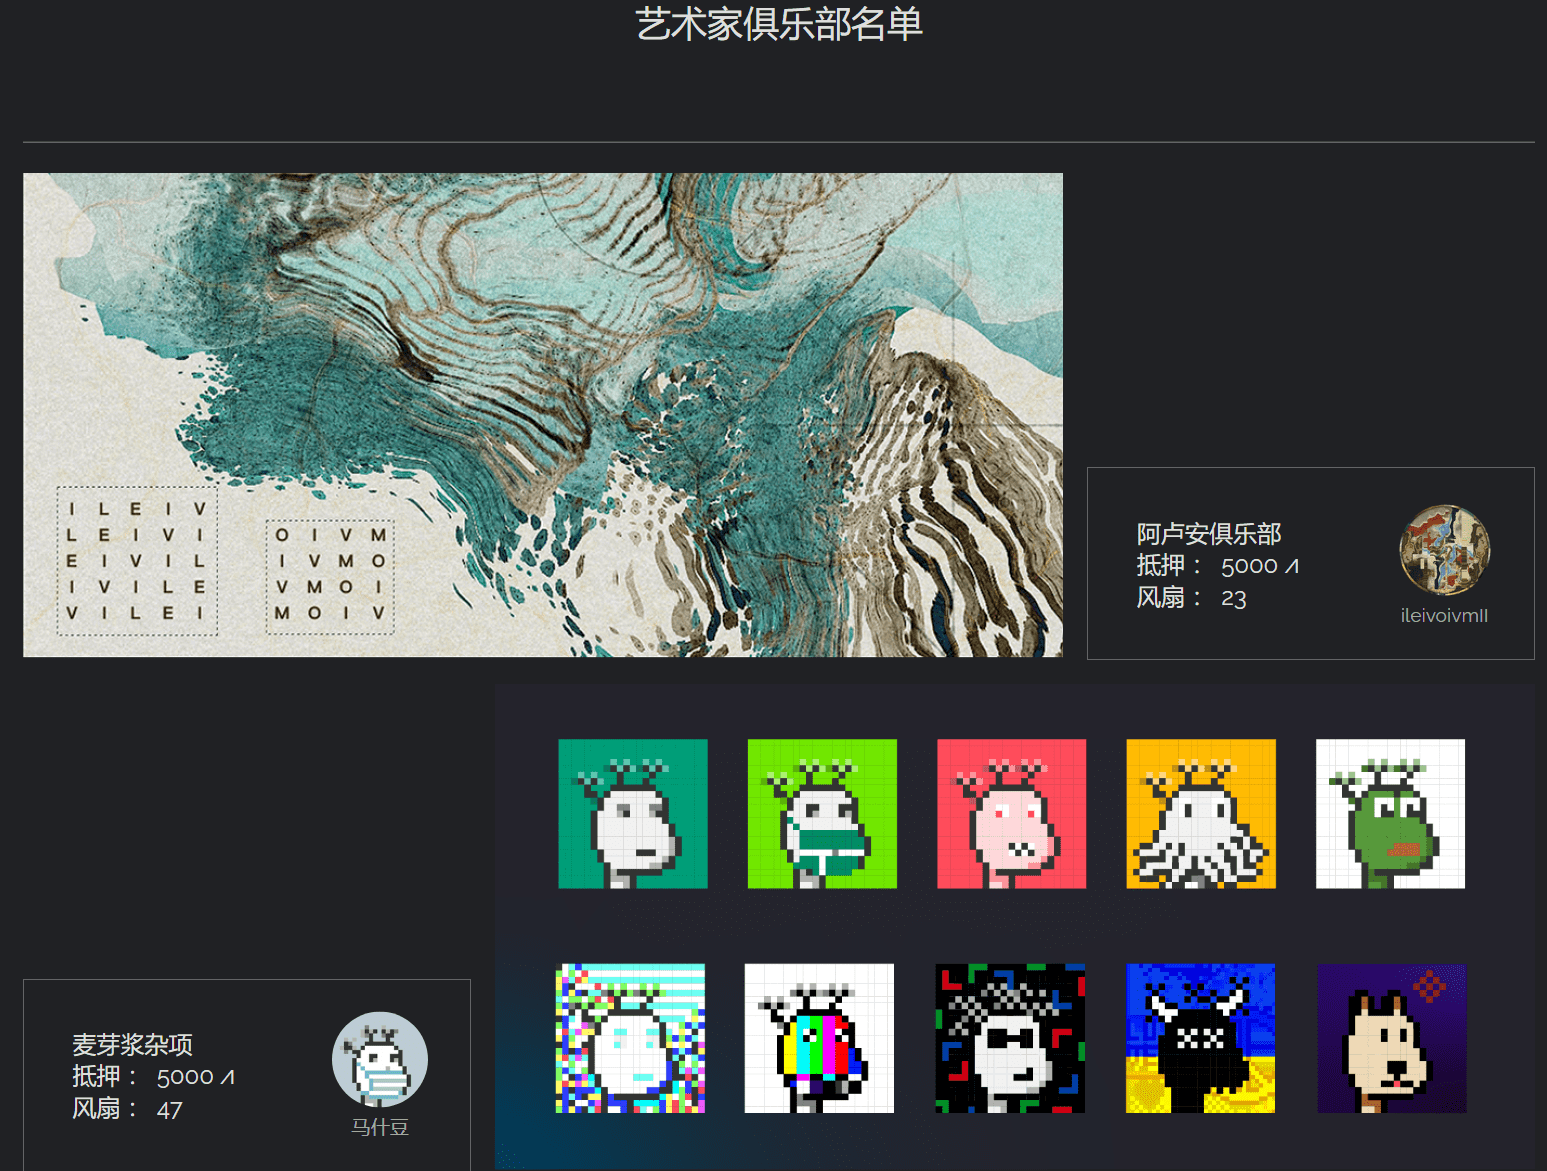 艺术家俱乐部名单
I L E I V
L E I V I
E I V I L
I V I L E
V I L E I
O I V M
I V M O
V M O I
M O I V
阿卢安俱乐部
抵押： 5000 ꓥ
风扇： 23
ileivoivmII
麦芽浆杂项
抵押： 5000 ꓥ
风扇： 47
马什豆